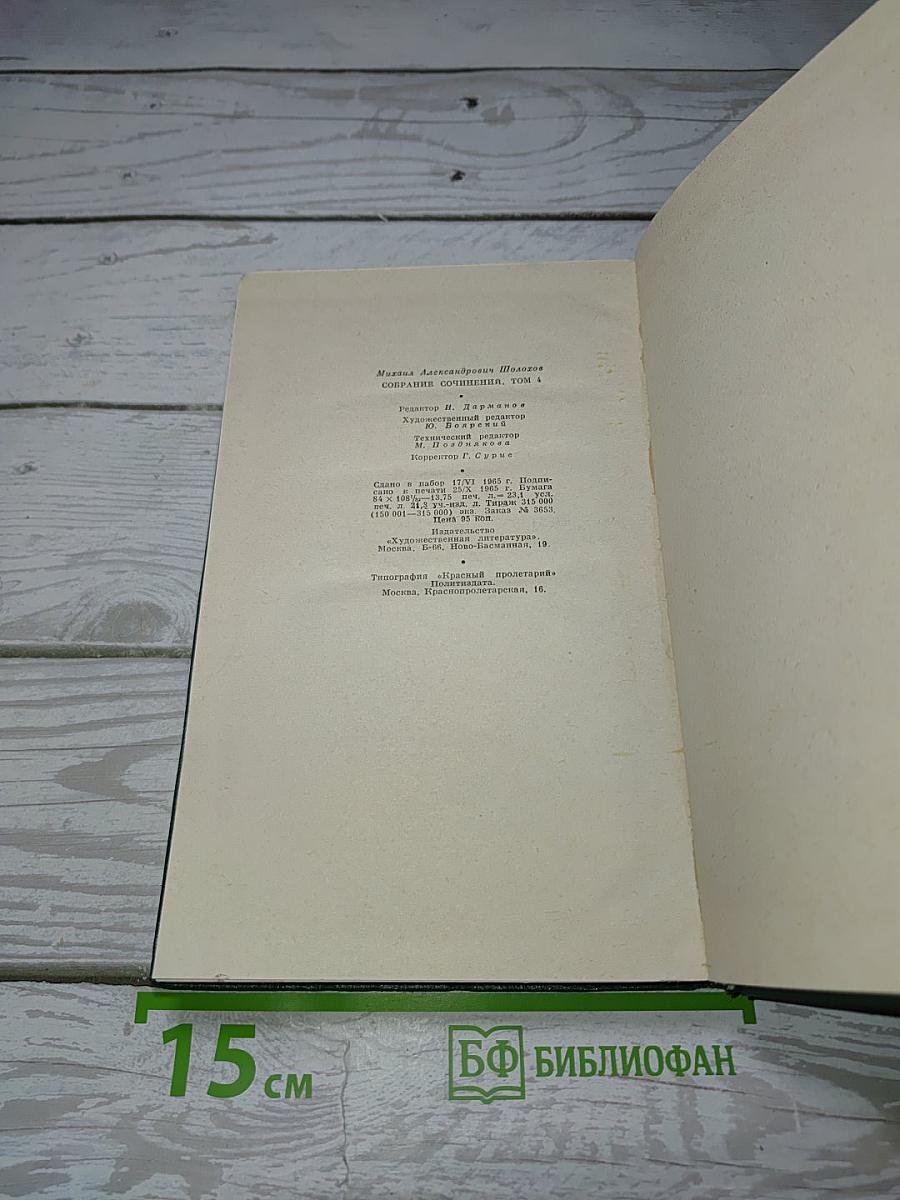 Михаил Александрович Шолохов
СОБРАНИЕ СОЧИНЕНИЙ, ТОМ 4
Редактор И. Дарманов
Художественный редактор
Ю. Боярский
Технический редактор
М. Позднякова
Корректор Г. Сурис
Сдано в набор 17/VI 1965 г. Подпи-
сано к печати 25/X 1965 г. Бумага
84 × 108¹/₃₂—13,75 печ. л.= 23,1 усл.
печ. л. 21,2 уч.-изд. л. Тираж 315 000
(150 001—315 000) экз. Заказ № 3653.
Цена 95 коп.
Издательство
«Художественная литература».
Москва, Б-66, Ново-Басманная, 19.
Типография «Красный пролетарий»
Политиздата.
Москва, Краснопролетарская, 16.
15 см
БФ БИБЛИОФАН